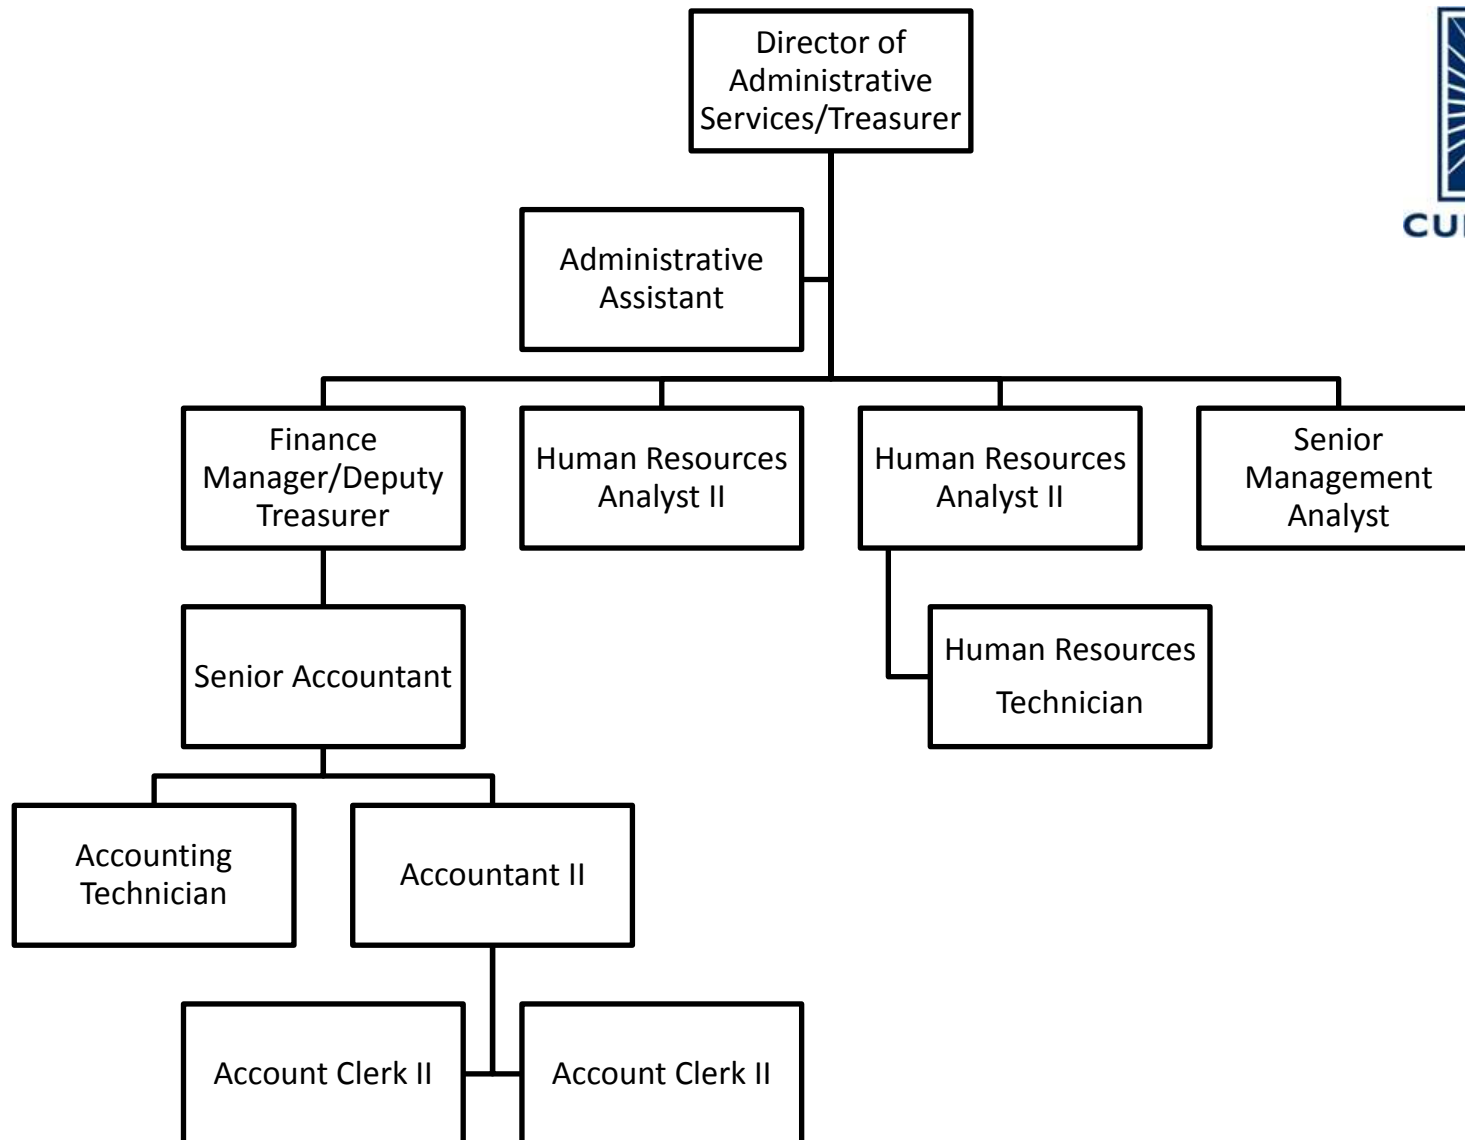 Director of
Administrative
Services/Treasurer
Administrative
Assistant
Finance
Manager/Deputy
Treasurer
Human Resources
Analyst II
Human Resources
Analyst II
Senior
Management
Analyst
Senior Accountant
Human Resources
Technician
Accounting
Technician
Accountant II
Account Clerk II
Account Clerk II